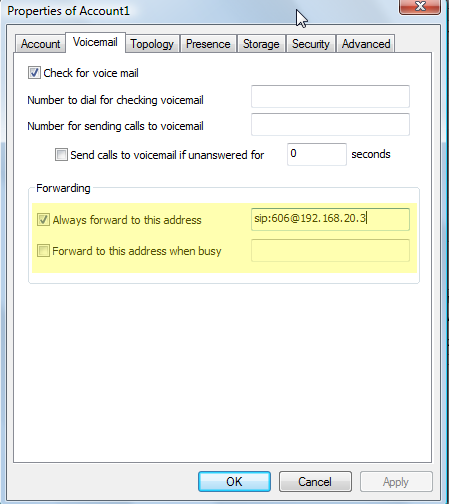 Properties of Account1
Account Voicemail Topology Presence Storage Security Advanced
Check for voice mail
Number to dial for checking voicemail
Number for sending calls to voicemail
Send calls to voicemail if unanswered for 0 seconds
Forwarding
Always forward to this address sip:606@192.168.20.3
Forward to this address when busy
OK Cancel Apply